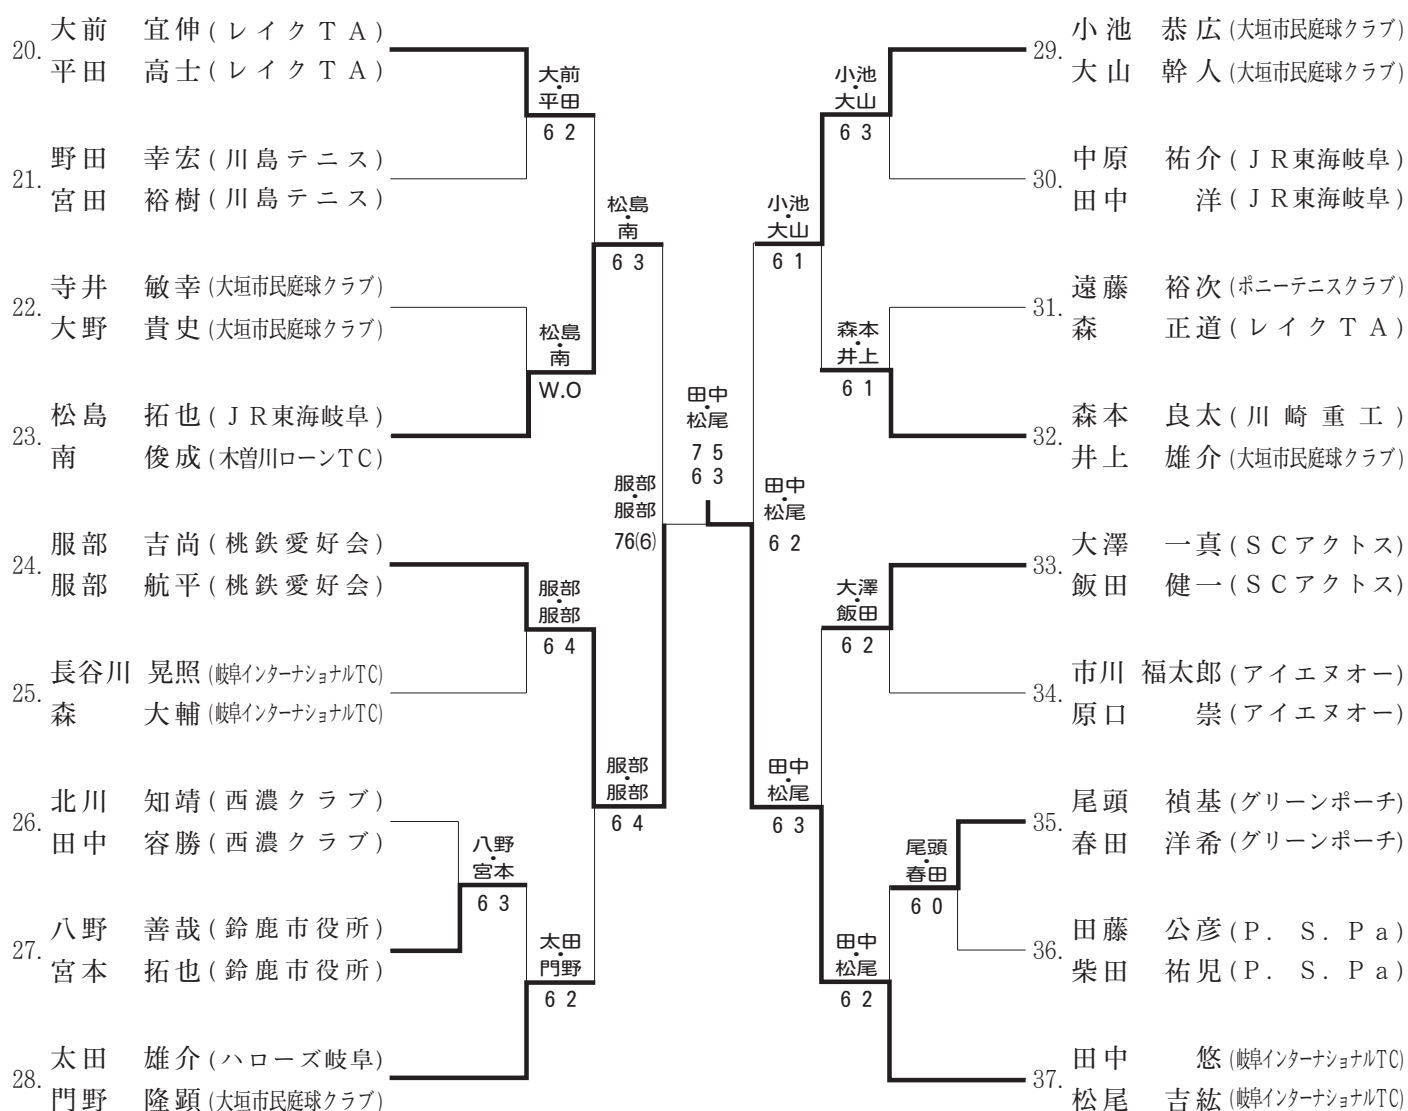 20. 大前 宜伸 (レイクTA)
平田 高士 (レイクTA)
21. 野田 幸宏 (川島テニス)
宮田 裕樹 (川島テニス)
22. 寺井 敏幸 (大垣市民庭球クラブ)
大野 貴史 (大垣市民庭球クラブ)
23. 松島 拓也 (JR東海岐阜)
南 俊成 (木曽川ローンTC)
24. 服部 吉尚 (桃鉄愛好会)
服部 航平 (桃鉄愛好会)
25. 長谷川 晃照 (岐阜インターナショナルTC)
森 大輔 (岐阜インターナショナルTC)
26. 北川 知靖 (西濃クラブ)
田中 容勝 (西濃クラブ)
27. 八野 善哉 (鈴鹿市役所)
宮本 拓也 (鈴鹿市役所)
28. 太田 雄介 (ハローズ岐阜)
門野 隆顕 (大垣市民庭球クラブ)
大前・
平田
6 2
松島・
南
W.O
服部・
服部
6 4
八野・
宮本
6 3
太田・
門野
6 2
松島・
南
6 3
服部・
服部
6 4
服部・
服部
76(6)
田中・
松尾
7 5
6 3
田中・
松尾
6 2
小池・
大山
6 1
田中・
松尾
6 3
小池・
大山
6 3
森本・
井上
6 1
大澤・
飯田
6 2
尾頭・
春田
6 0
田中・
松尾
6 2
29. 小池 恭広 (大垣市民庭球クラブ)
大山 幹人 (大垣市民庭球クラブ)
30. 中原 祐介 (JR東海岐阜)
田中 洋 (JR東海岐阜)
31. 遠藤 裕次 (ポニーテニスクラブ)
森 正道 (レイクTA)
32. 森本 良太 (川崎重工)
井上 雄介 (大垣市民庭球クラブ)
33. 大澤 一真 (SCアクトス)
飯田 健一 (SCアクトス)
34. 市川 福太郎 (アイエヌオー)
原口 崇 (アイエヌオー)
35. 尾頭 禎基 (グリーンポーチ)
春田 洋希 (グリーンポーチ)
36. 田藤 公彦 (P. S. Pa)
柴田 祐児 (P. S. Pa)
37. 田中 悠 (岐阜インターナショナルTC)
松尾 吉紘 (岐阜インターナショナルTC)